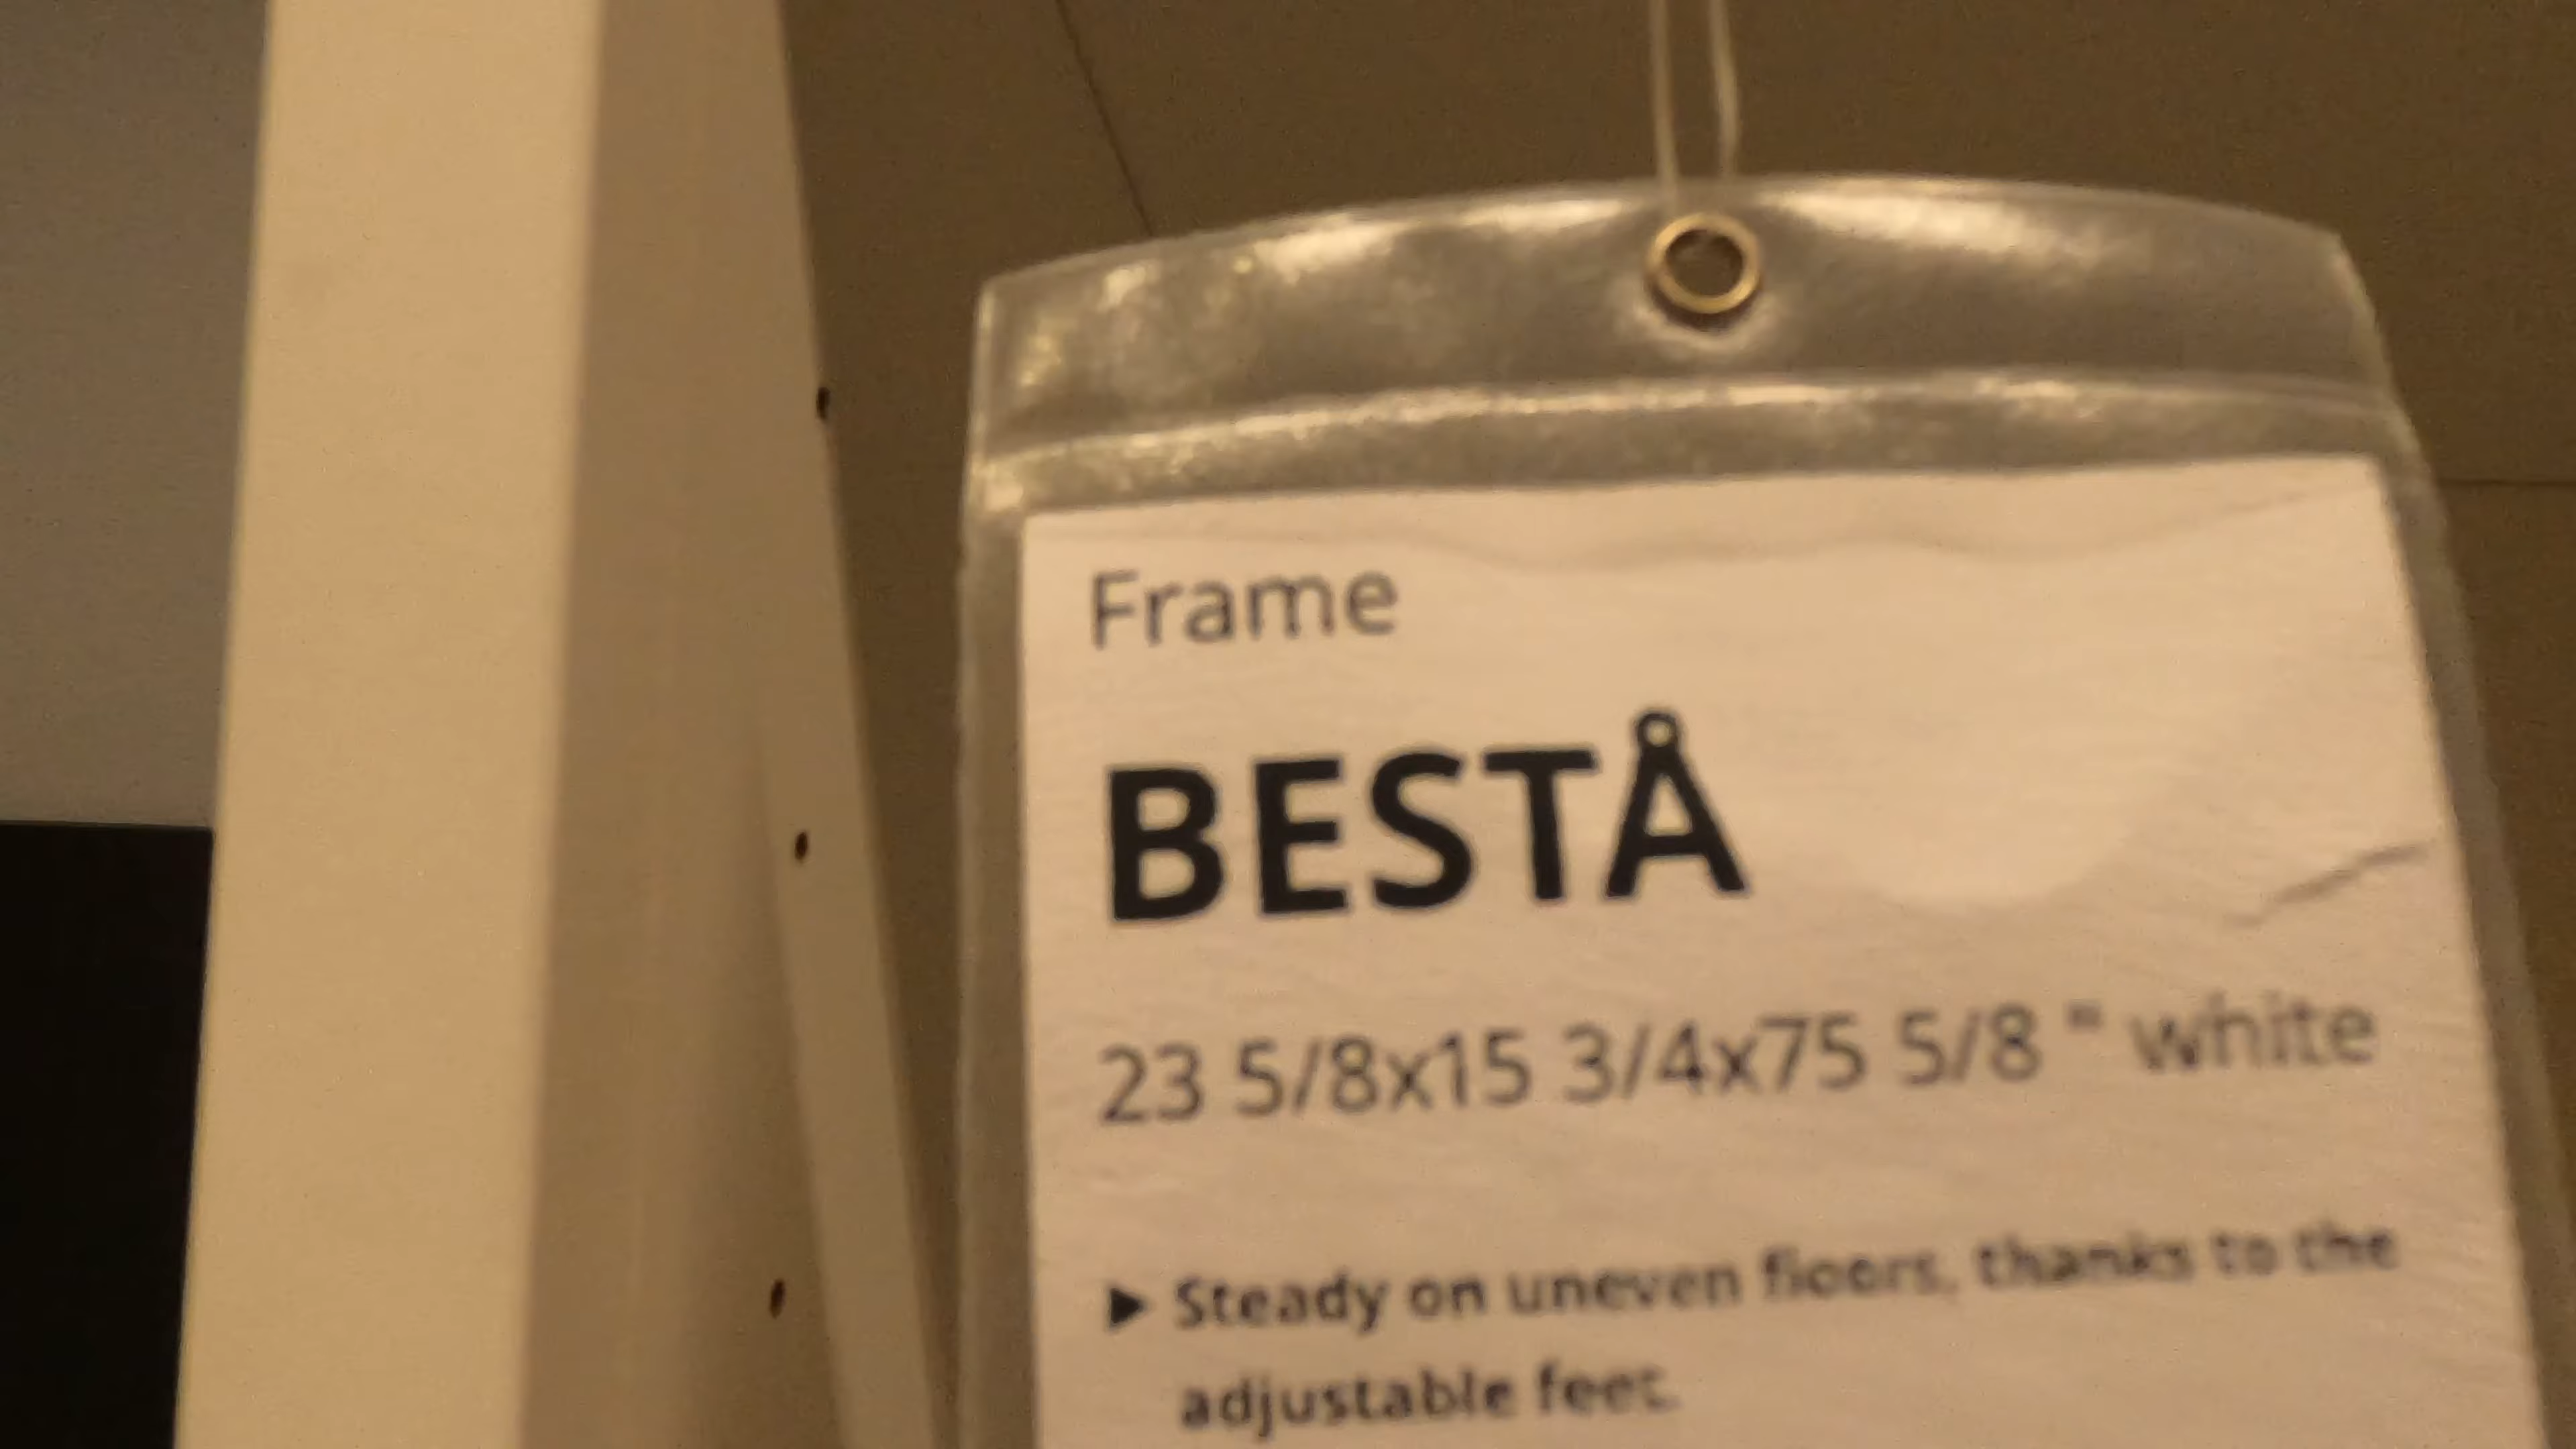 Frame
BESTÅ
23 5/8x15 3/4x75 5/8 " white
▶ Steady on uneven floors, thanks to the
adjustable feet.